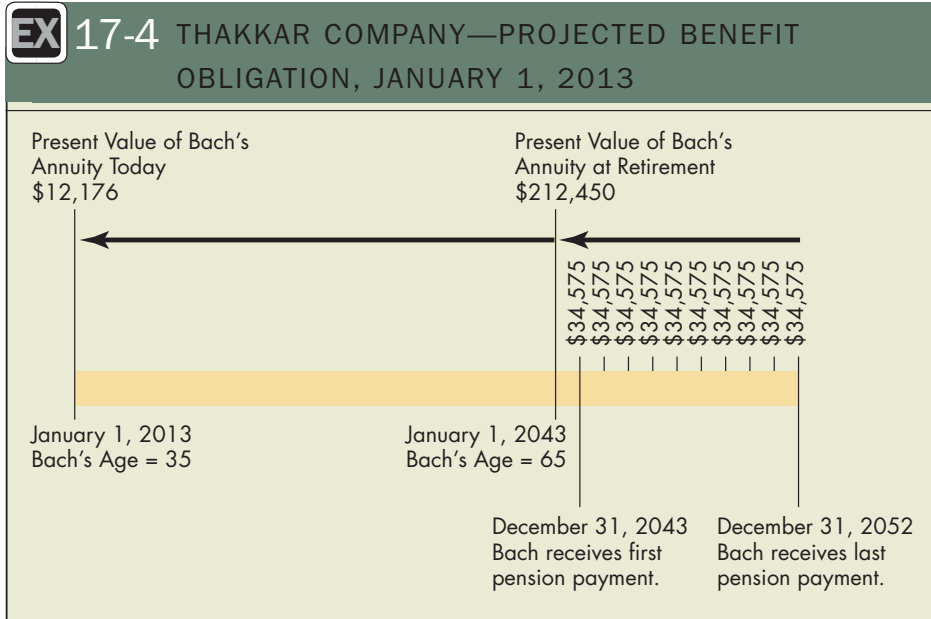 EX 17-4 THAKKAR COMPANY—PROJECTED BENEFIT
OBLIGATION, JANUARY 1, 2013
Present Value of Bach's
Annuity Today
$12,176
Present Value of Bach's
Annuity at Retirement
$212,450
$34,575
$34,575
$34,575
$34,575
$34,575
$34,575
$34,575
$34,575
$34,575
$34,575
January 1, 2013
Bach's Age = 35
January 1, 2043
Bach's Age = 65
December 31, 2043
Bach receives first
pension payment.
December 31, 2052
Bach receives last
pension payment.